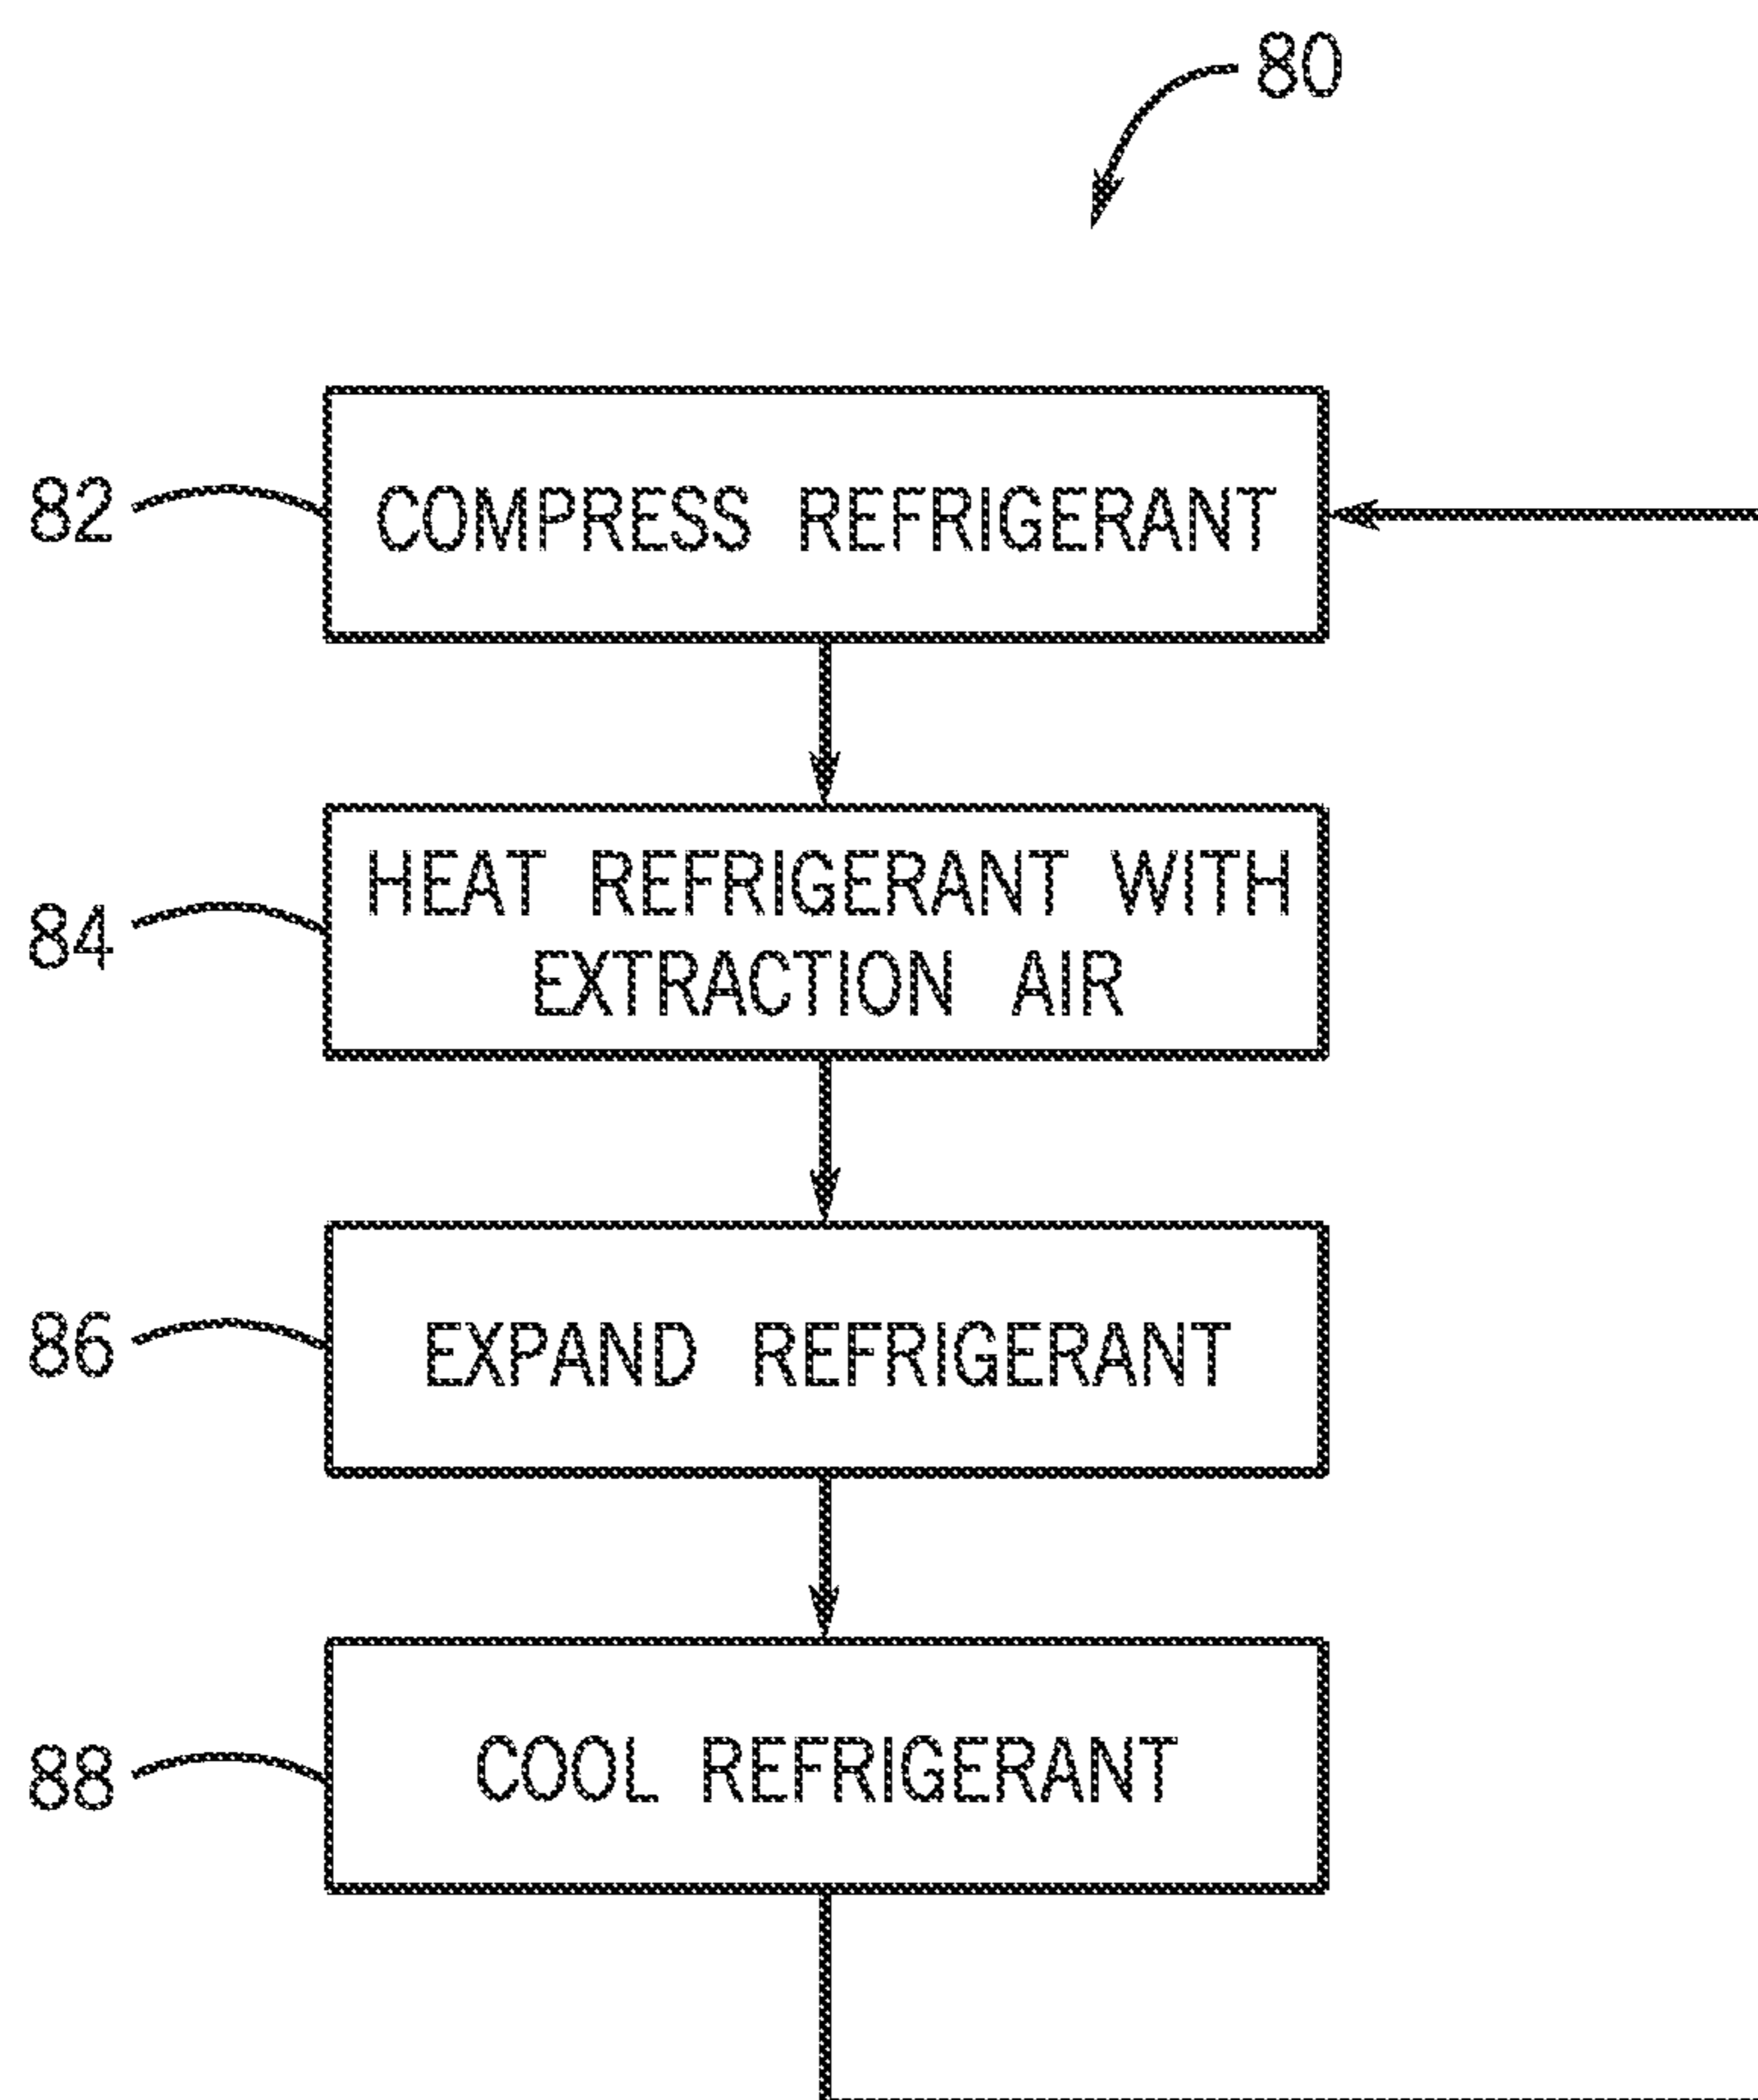 80
82
COMPRESS REFRIGERANT
84
HEAT REFRIGERANT WITH
EXTRACTION AIR
86
EXPAND REFRIGERANT
88
COOL REFRIGERANT